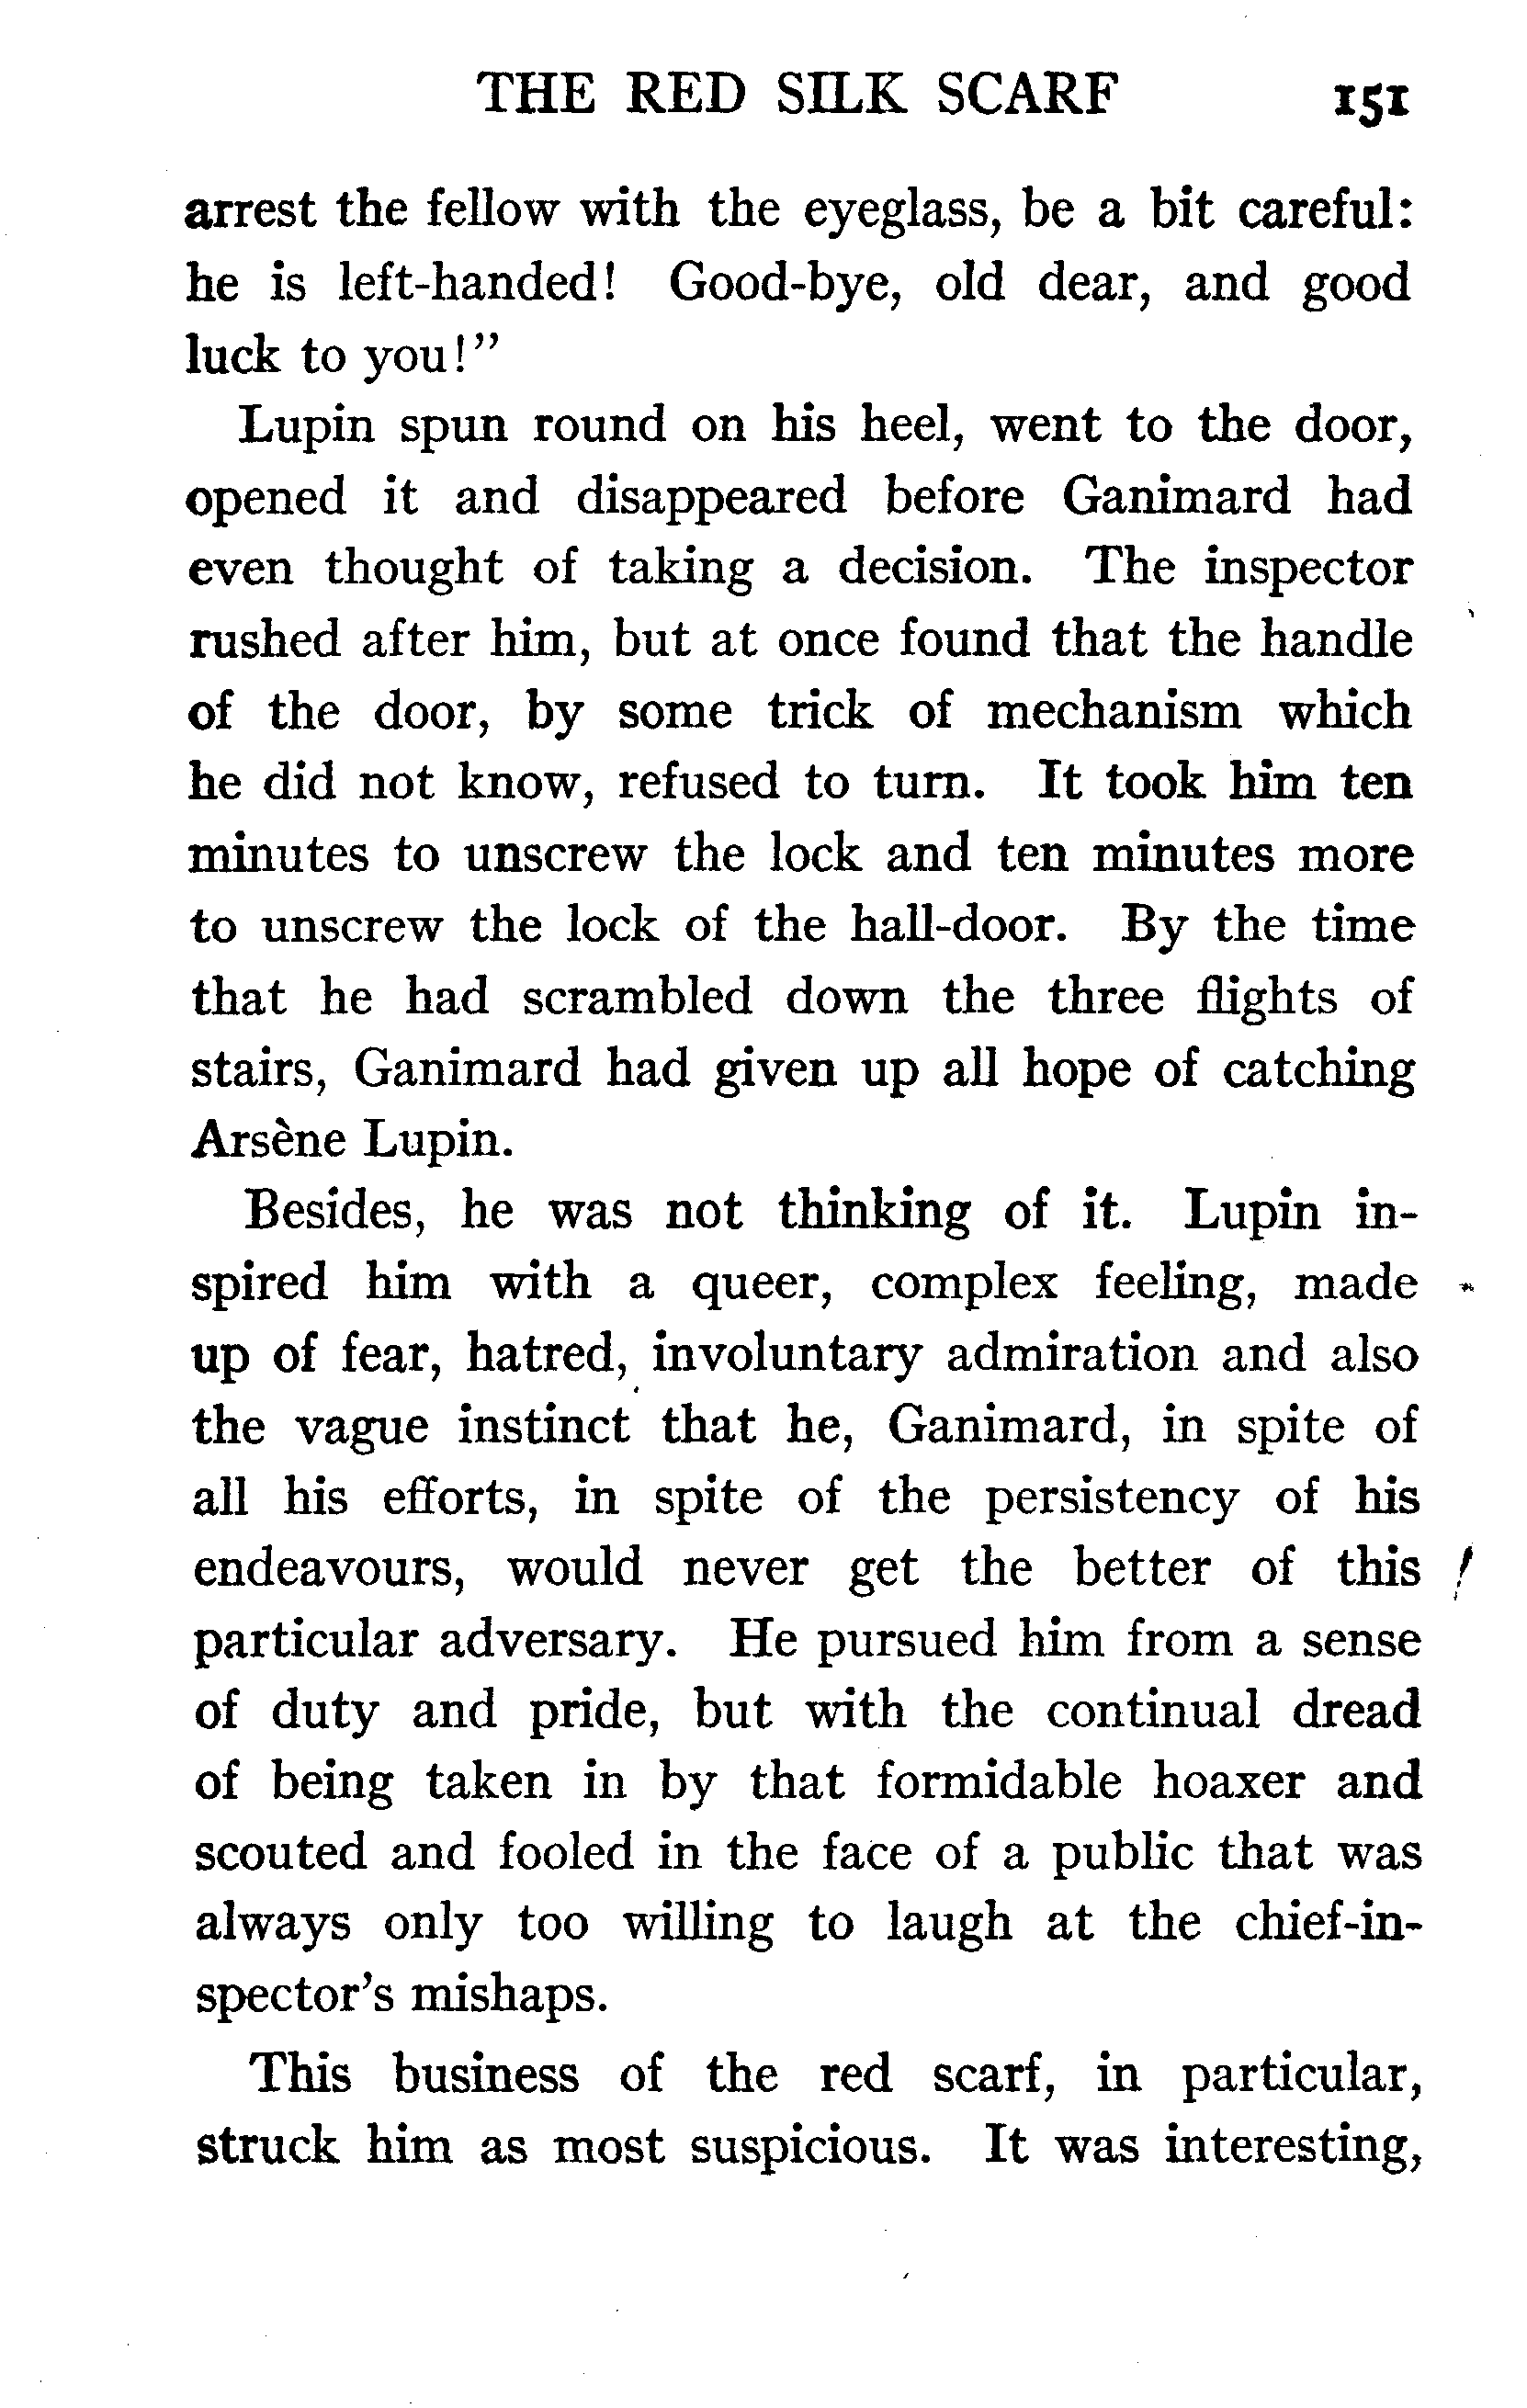 THE RED SILK SCARF 151
arrest the fellow with the eyeglass, be a bit careful:
he is left-handed! Good-bye, old dear, and good
luck to you!”
Lupin spun round on his heel, went to the door,
opened it and disappeared before Ganimard had
even thought of taking a decision. The inspector
rushed after him, but at once found that the handle
of the door, by some trick of mechanism which
he did not know, refused to turn. It took him ten
minutes to unscrew the lock and ten minutes more
to unscrew the lock of the hall-door. By the time
that he had scrambled down the three flights of
stairs, Ganimard had given up all hope of catching
Arsène Lupin.
Besides, he was not thinking of it. Lupin in-
spired him with a queer, complex feeling, made
up of fear, hatred, involuntary admiration and also
the vague instinct that he, Ganimard, in spite of
all his efforts, in spite of the persistency of his
endeavours, would never get the better of this
particular adversary. He pursued him from a sense
of duty and pride, but with the continual dread
of being taken in by that formidable hoaxer and
scouted and fooled in the face of a public that was
always only too willing to laugh at the chief-in-
spector’s mishaps.
This business of the red scarf, in particular,
struck him as most suspicious. It was interesting,